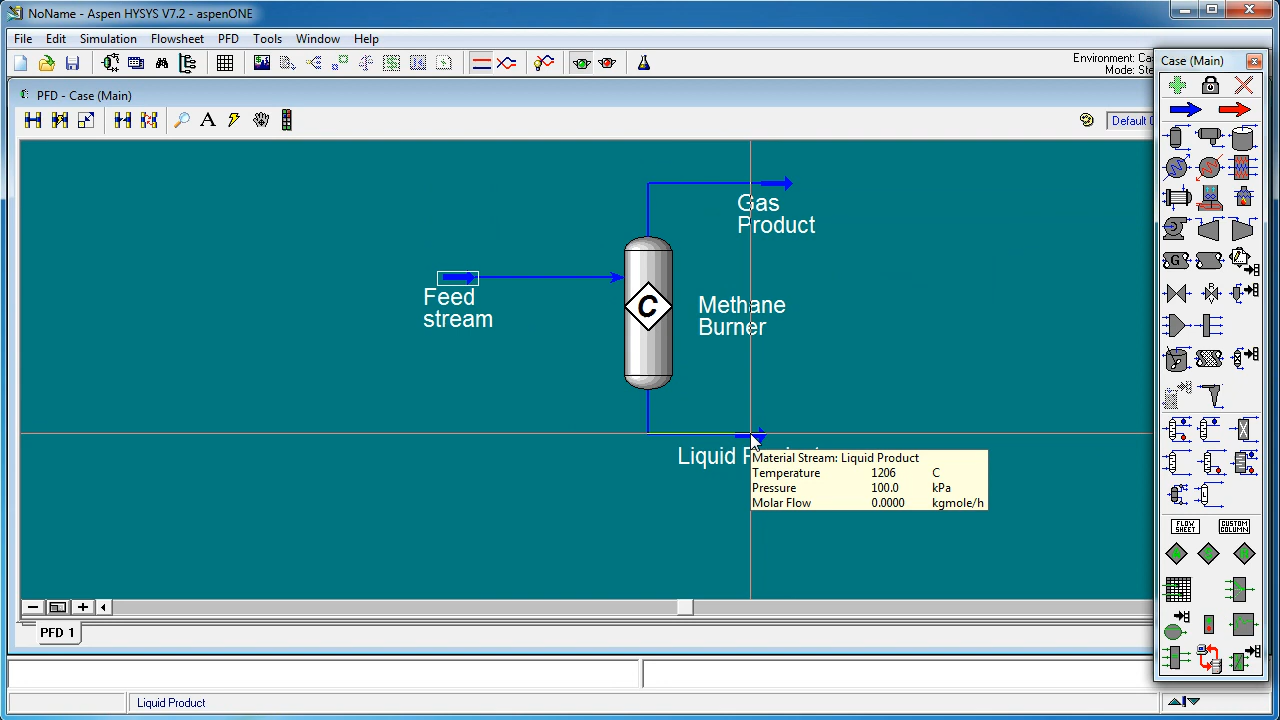 NoName - Aspen HYSYS V7.2 - aspenONE
File Edit Simulation Flowsheet PFD Tools Window Help
Environment:
Mode:
Case (Main)
PFD - Case (Main)
A
Default
Gas
Product
Feed
stream
C
Methane
Burner
Liquid
Material Stream: Liquid Product
Temperature 1206 C
Pressure 100.0 kPa
Molar Flow 0.0000 kgmole/h
G
FLOW
SHEET
CUSTOM
COLUMN
PFD 1
Liquid Product